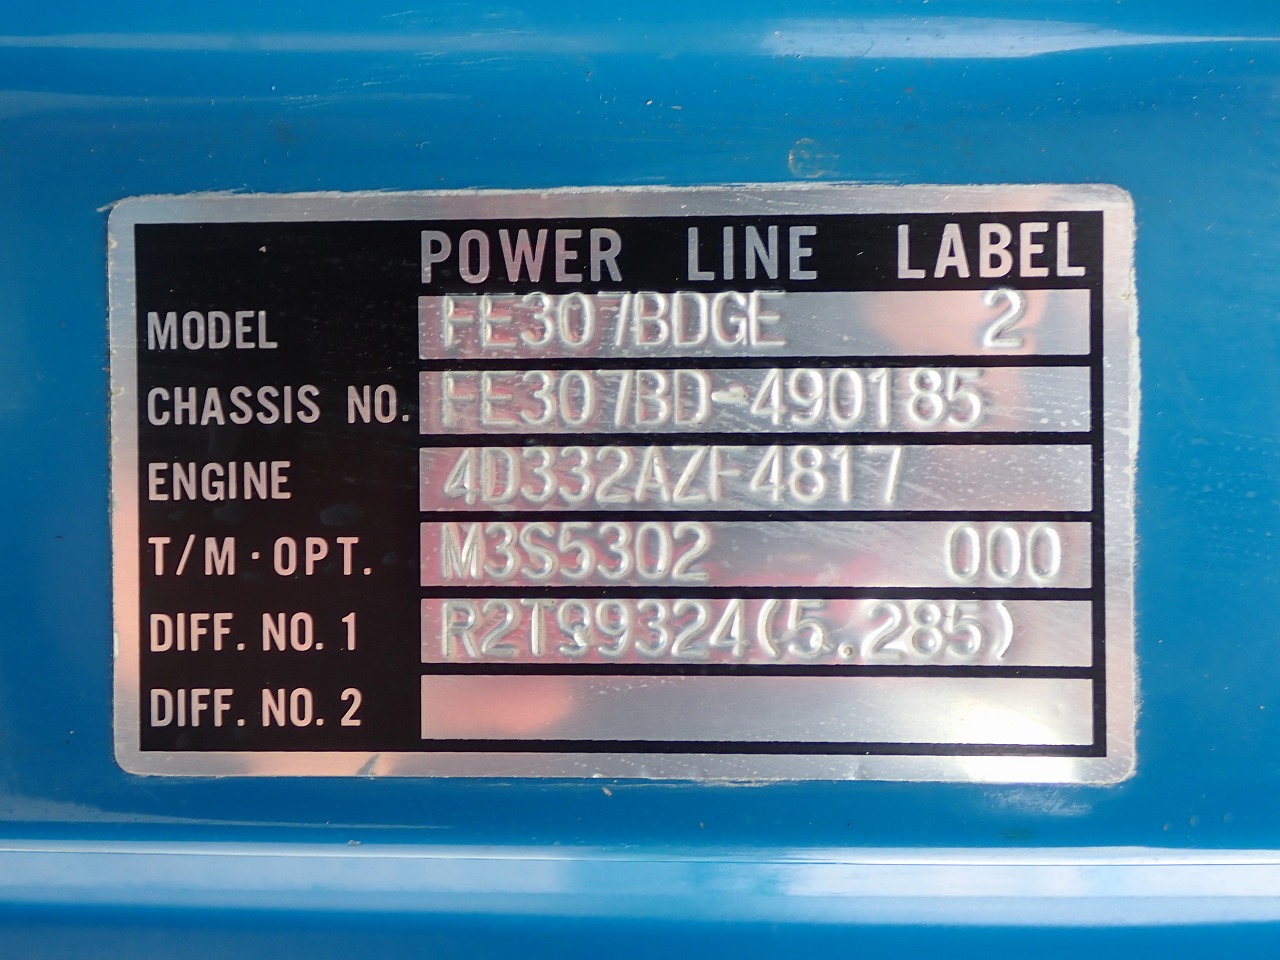 POWER LINE LABEL
MODEL FE307BDGE 2
CHASSIS NO. FE307BD-490185
ENGINE 4D332AZF4817
T/M·OPT. M3S5302 000
DIFF. NO. 1 R2T99324(5.285)
DIFF. NO. 2